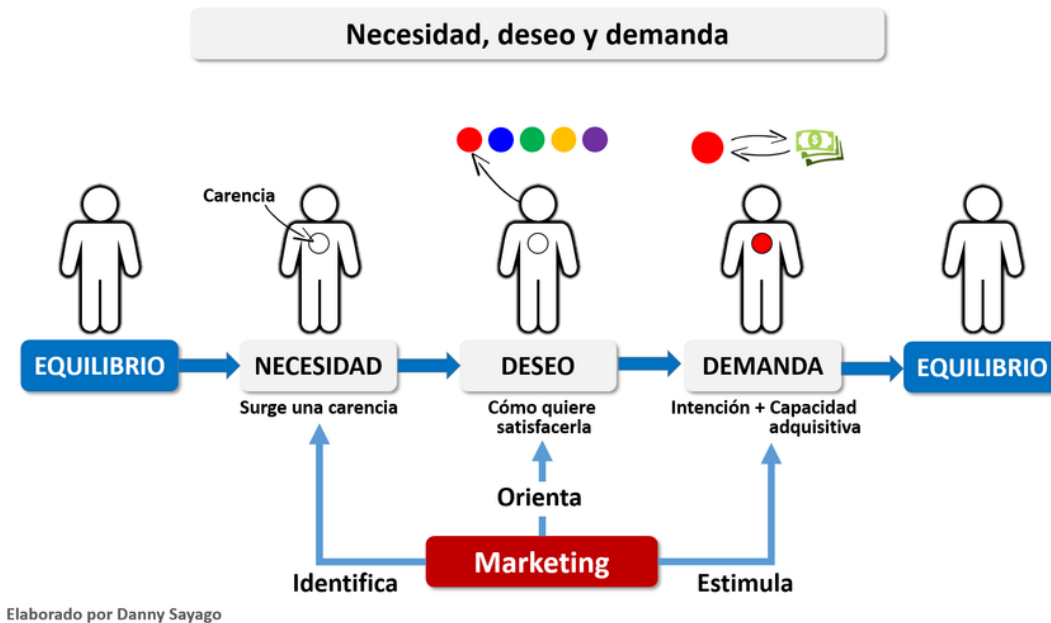 Necesidad, deseo y demanda
Carencia
$
EQUILIBRIO
NECESIDAD
DESEO
DEMANDA
EQUILIBRIO
Surge una carencia
Cómo quiere
satisfacerla
Intención + Capacidad
adquisitiva
Orienta
Marketing
Identifica
Estimula
Elaborado por Danny Sayago